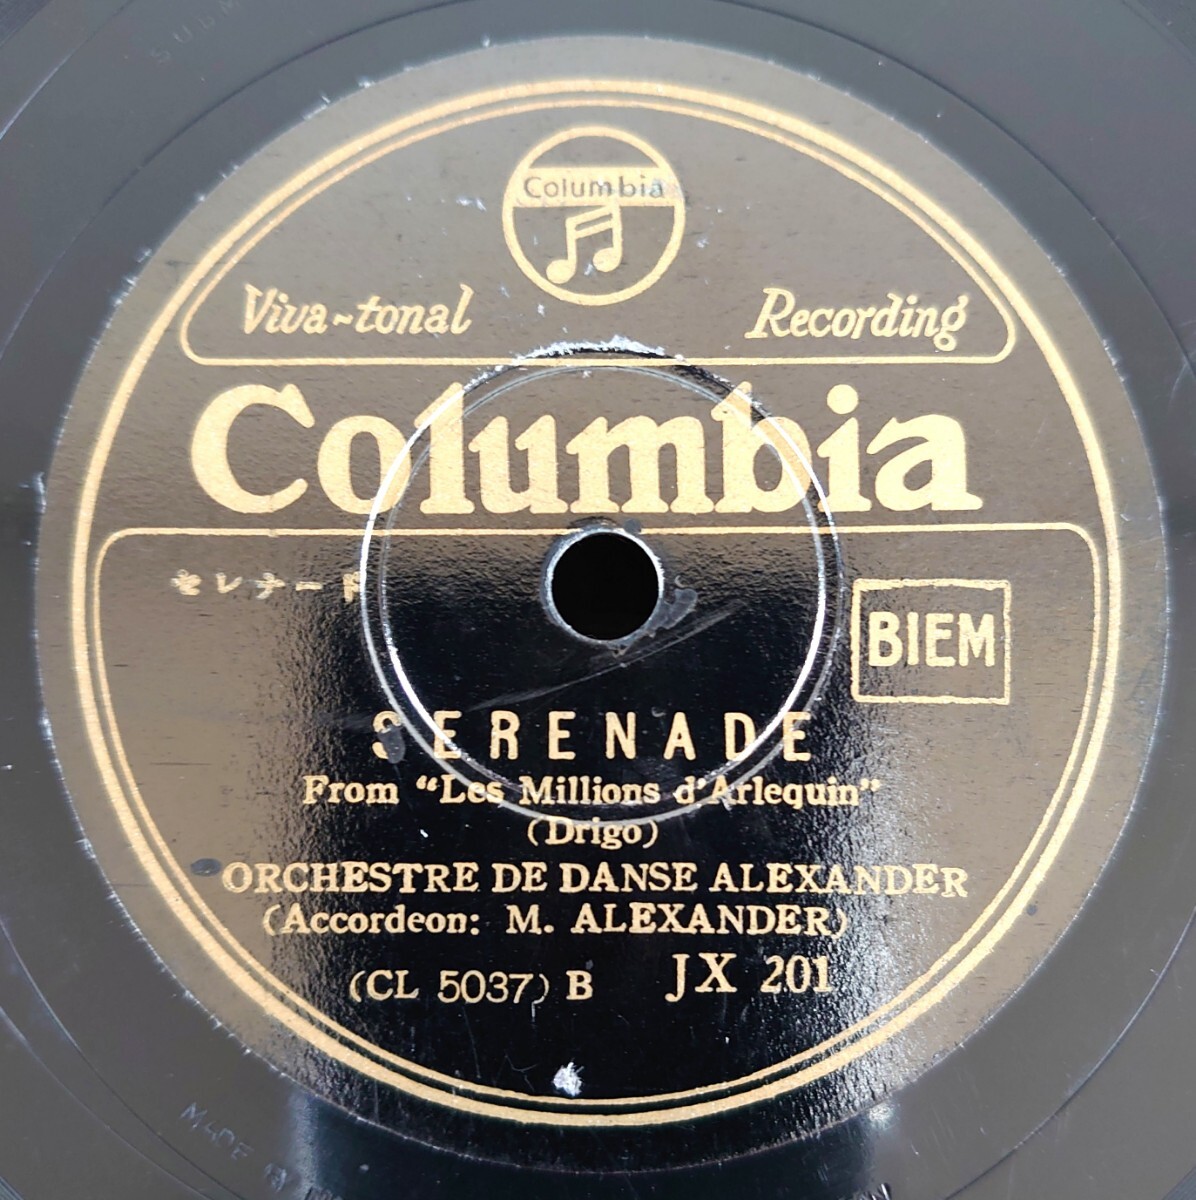 Columbia
Viva-tonal Recording
Columbia
セレナード
BIEM
SERENADE
From "Les Millions d'Arlequin"
(Drigo)
ORCHESTRE DE DANSE ALEXANDER
(Accordeon: M. ALEXANDER)
(CL 5037) B JX 201
MADE